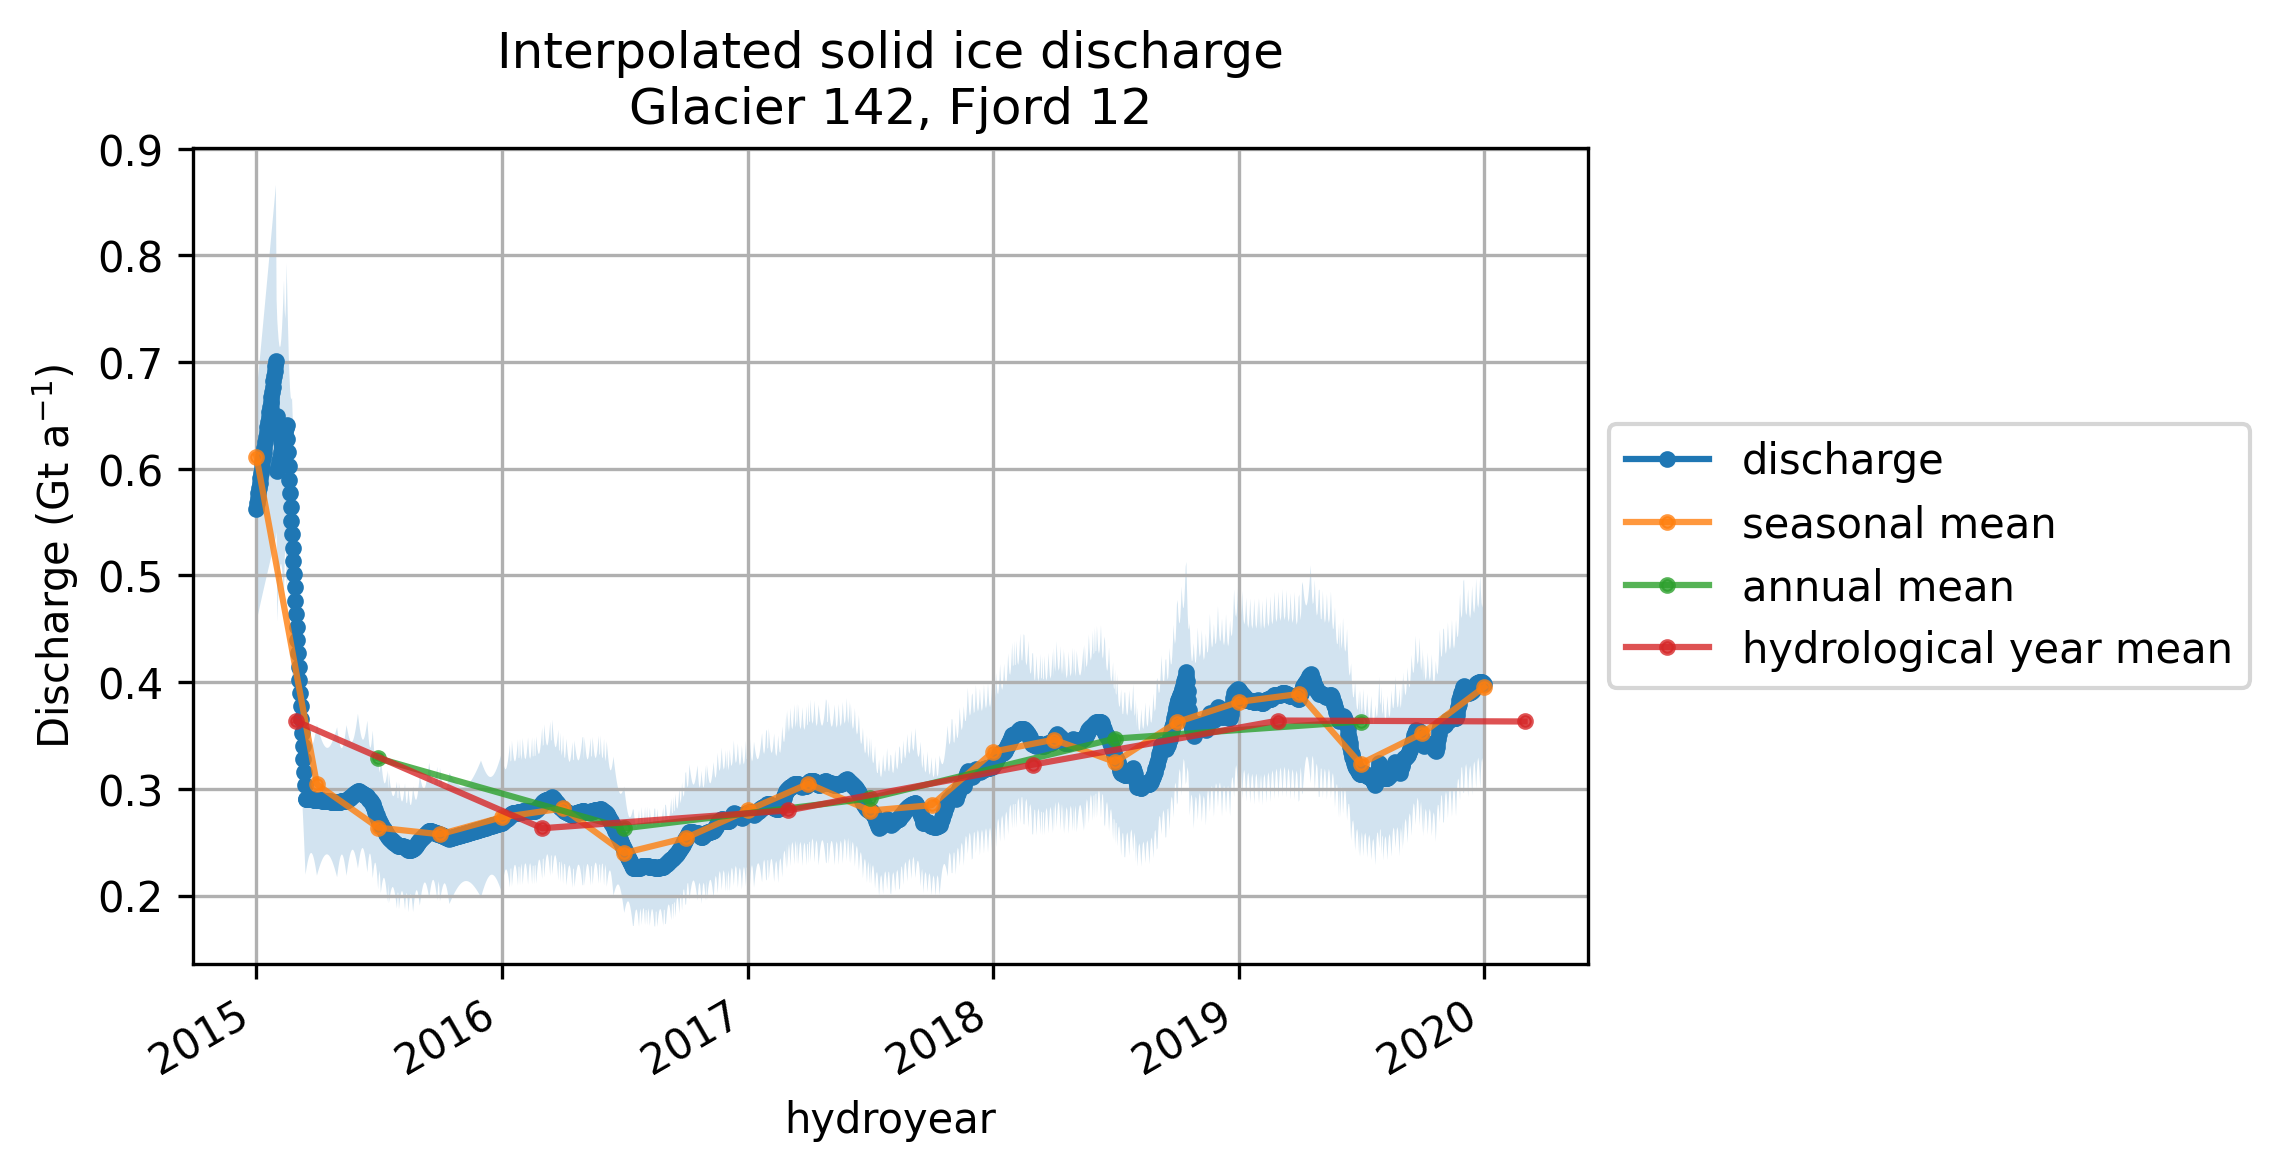 Interpolated solid ice discharge
Glacier 142, Fjord 12
Discharge (Gt a⁻¹)
0.9
0.8
0.7
0.6
0.5
0.4
0.3
0.2
2015
2016
2017
2018
2019
2020
hydroyear
discharge
seasonal mean
annual mean
hydrological year mean